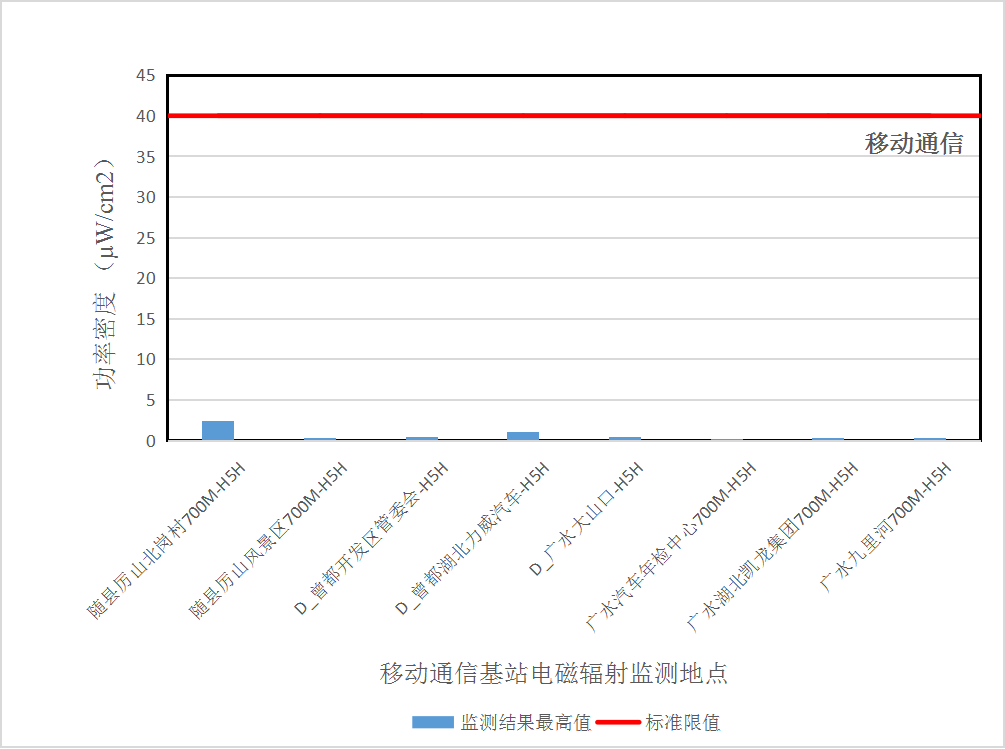 45
40
35
30
25
20
15
10
5
0
功率密度（μW/cm2）
移动通信
随县厉山北岗村700M-H5H
随县厉山风景区700M-H5H
D_曾都开发区管委会-H5H
D_曾都湖北力威汽车-H5H
D_广水大山口-H5H
广水汽车年检中心700M-H5H
广水湖北凯龙集团700M-H5H
广水九里河700M-H5H
移动通信基站电磁辐射监测地点
监测结果最高值
标准限值